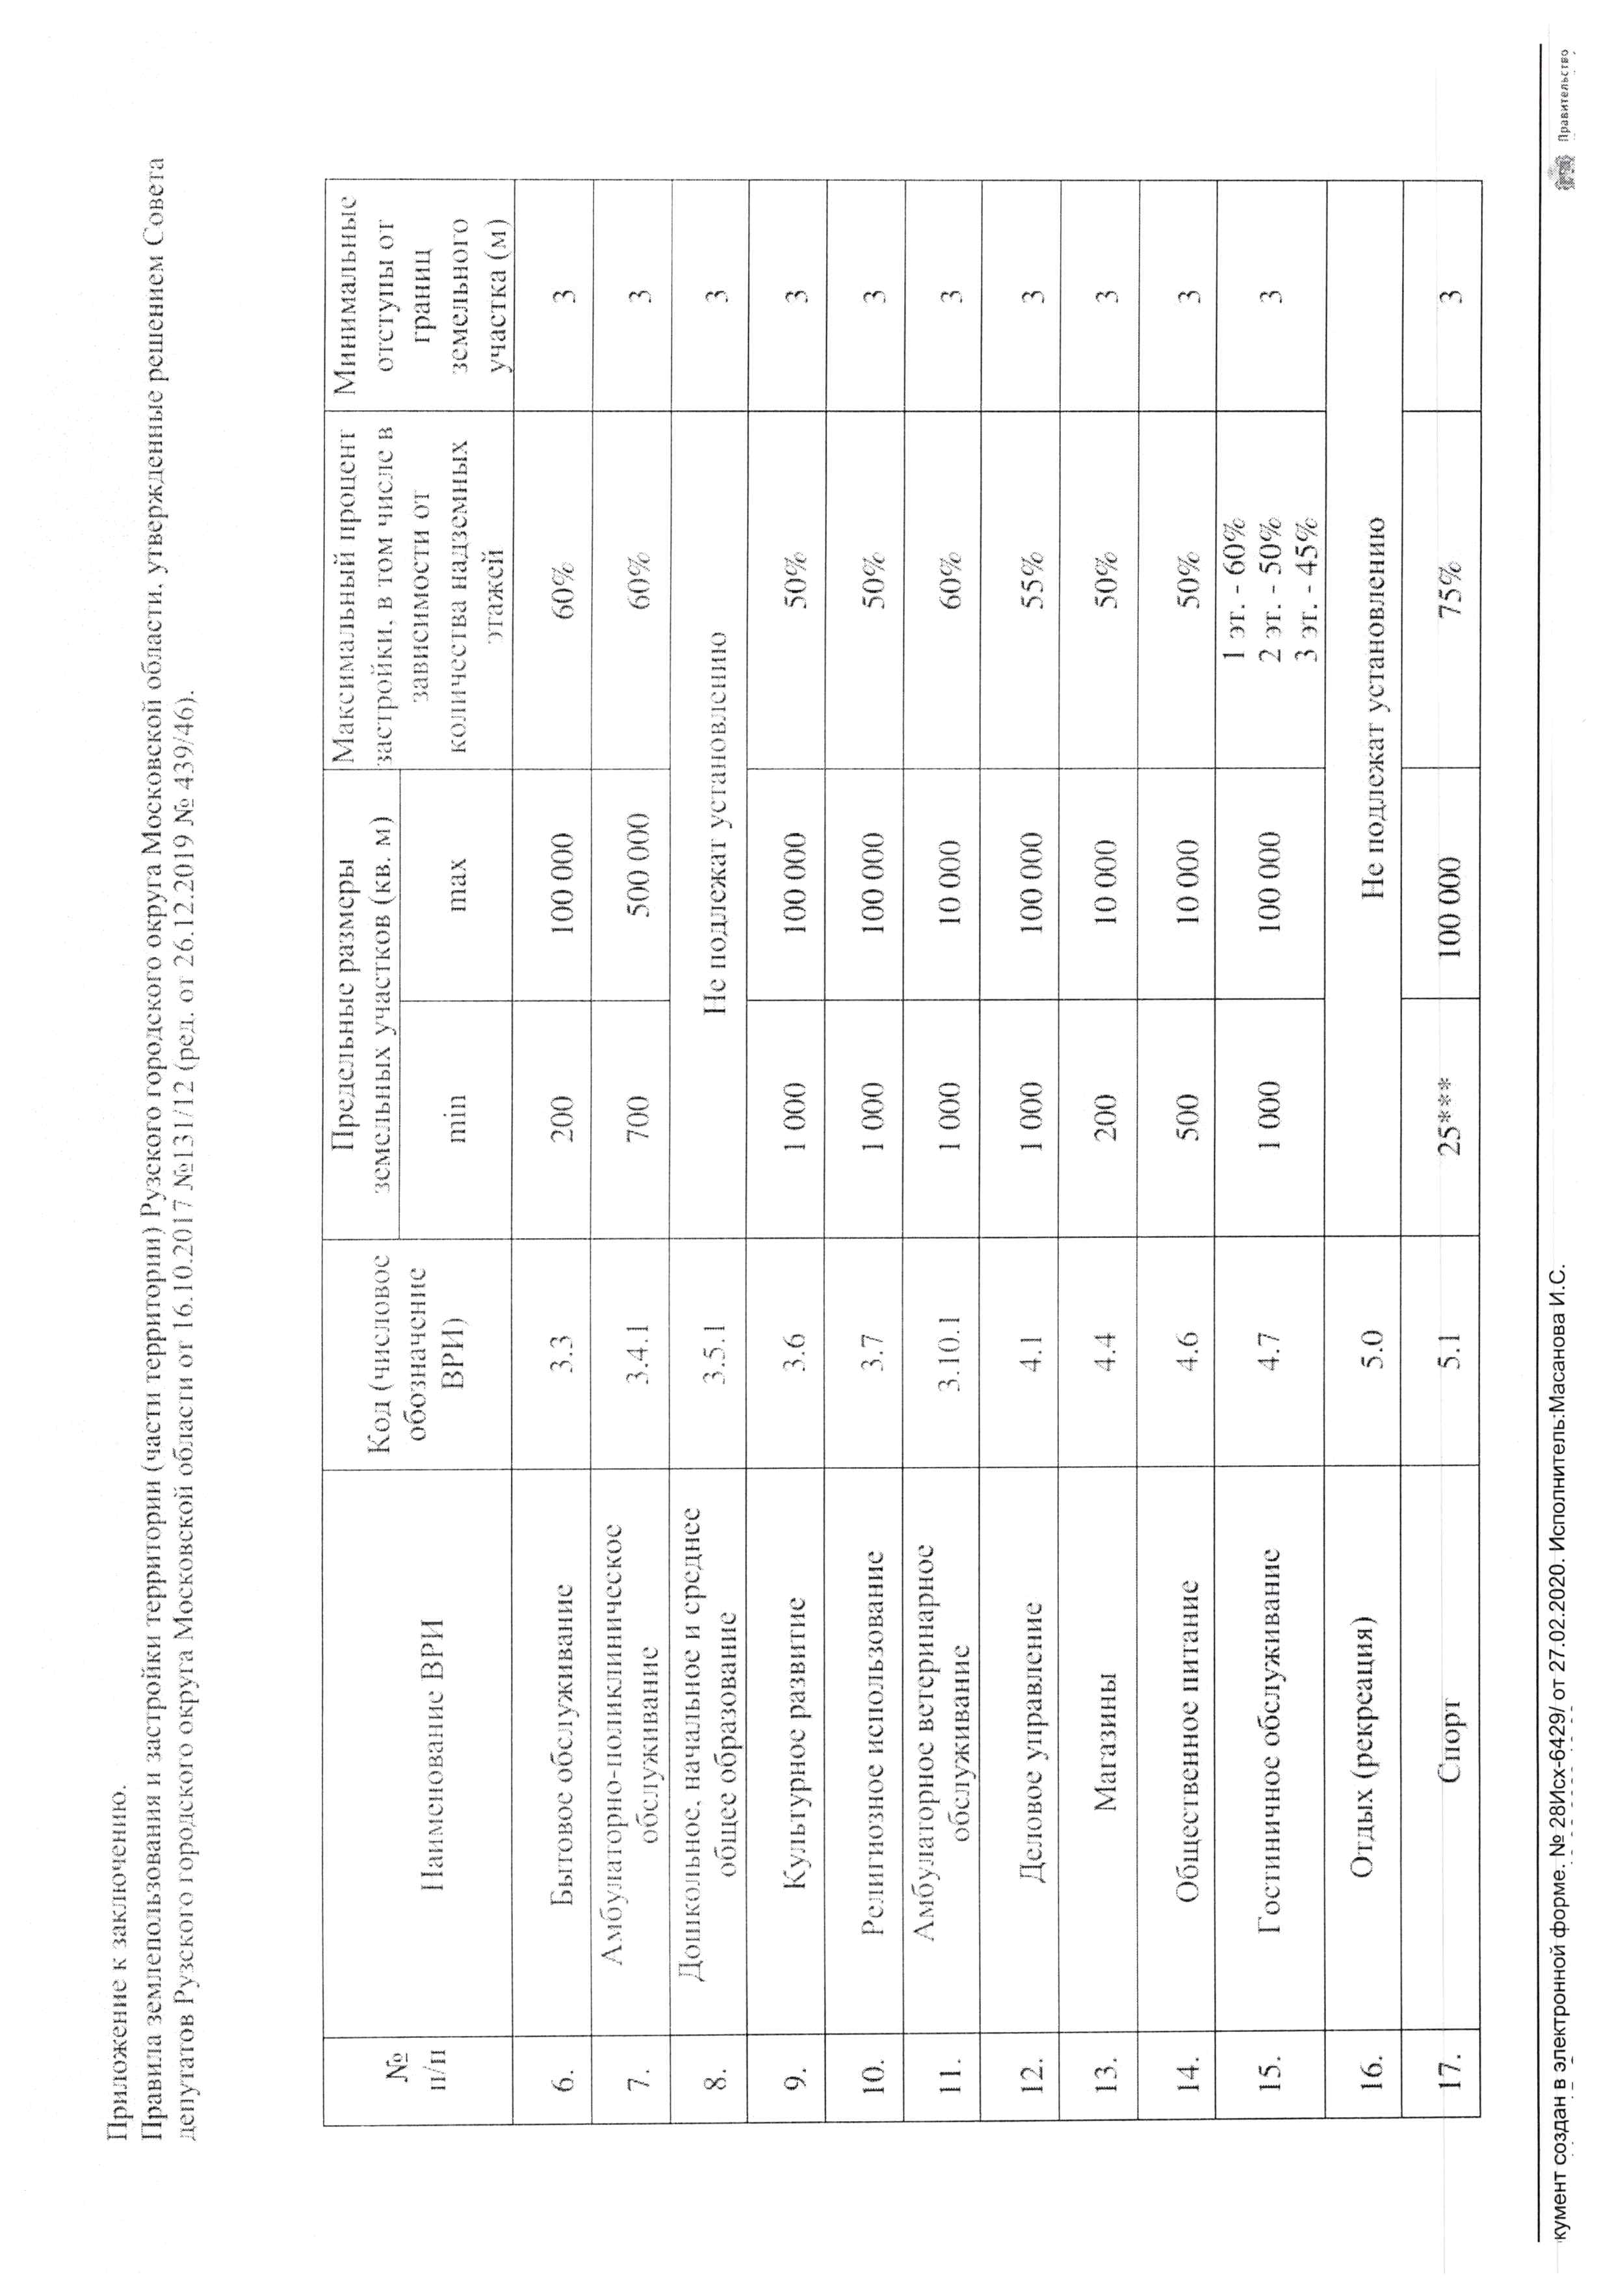 Приложение к заключению.
Правила землепользования и застройки территории (части территории) Рузского городского округа Московской области, утвержденные решением Совета
депутатов Рузского городского округа Московской области от 16.10.2017 №131/12 (ред. от 26.12.2019 № 439/46).
№ п/п
Наименование ВРИ
Код (числовое
обозначение
ВРИ)
Предельные размеры
земельных участков (кв. м)
min
max
Максимальный процент
застройки, в том числе в
зависимости от
количества надземных
этажей
Минимальные
отступы от
границ
земельного
участка (м)
6. Бытовое обслуживание 3.3 200 100 000 60% 3
7. Амбулаторно-поликлиническое
обслуживание 3.4.1 700 500 000 60% 3
8. Дошкольное, начальное и среднее
общее образование 3.5.1 Не подлежат установлению 3
9. Культурное развитие 3.6 1 000 100 000 50% 3
10. Религиозное использование 3.7 1 000 100 000 50% 3
11. Амбулаторное ветеринарное
обслуживание 3.10.1 1 000 10 000 60% 3
12. Деловое управление 4.1 1 000 100 000 55% 3
13. Магазины 4.4 200 10 000 50% 3
14. Общественное питание 4.6 500 10 000 50% 3
15. Гостиничное обслуживание 4.7 1 000 100 000 1 эт. - 60% 3
2 эт. - 50%
3 эт. - 45%
16. Отдых (рекреация) 5.0 Не подлежат установлению
17. Спорт 5.1 25*** 100 000 75% 3
кумент создан в электронной форме. № 28Исх-6429/ от 27.02.2020. Исполнитель:Масанова И.С.
Правительство